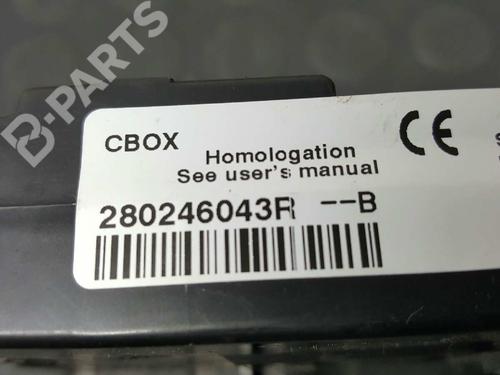 B-PARTS
CBOX
Homologation
See user's manual
280246043R --B
CE
S